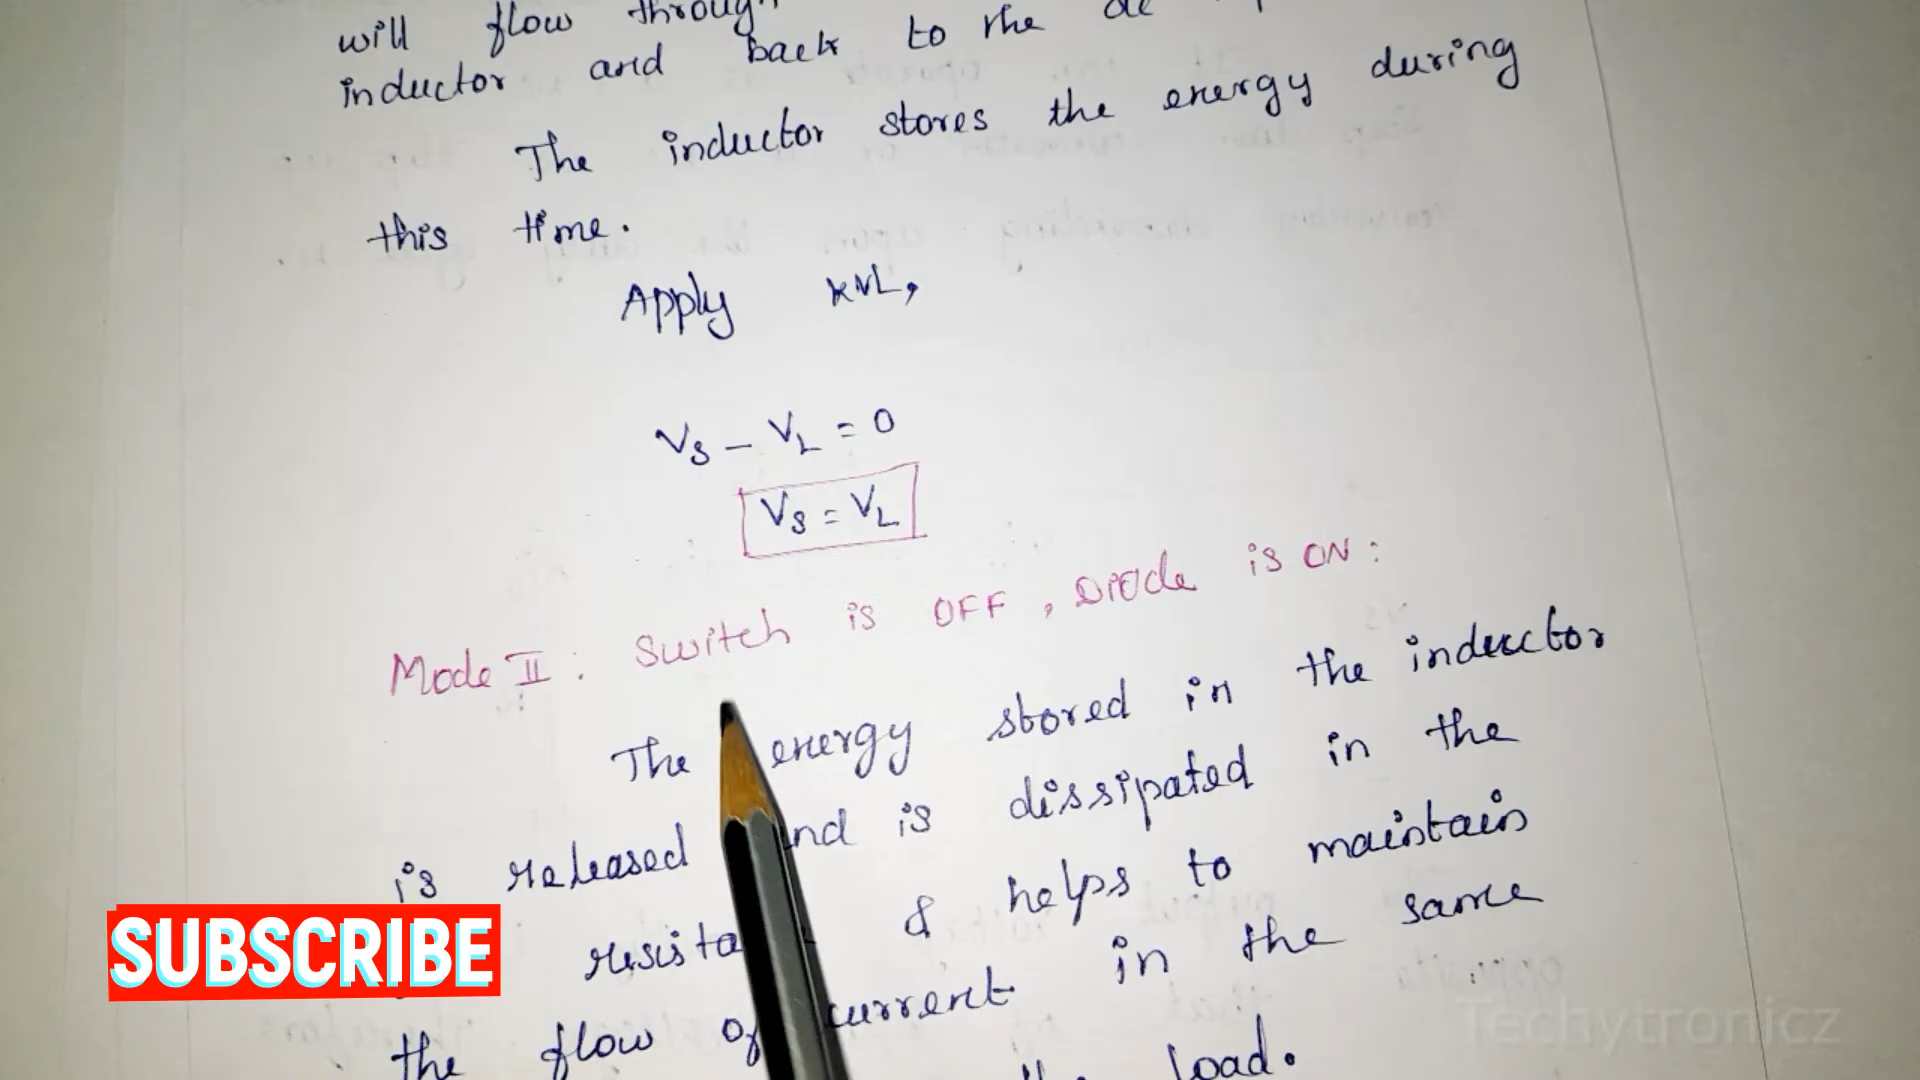 will flow through
inductor and back to the dc
The inductor stores the energy during
this time.
Apply KVL,
VS - VL = 0
VS = VL
Mode II : Switch is OFF, Diode is ON :
The energy stored in the inductor
is released and is dissipated in the
& helps to maintain
the flow of current in the same
load.
SUBSCRIBE
Techytronicz